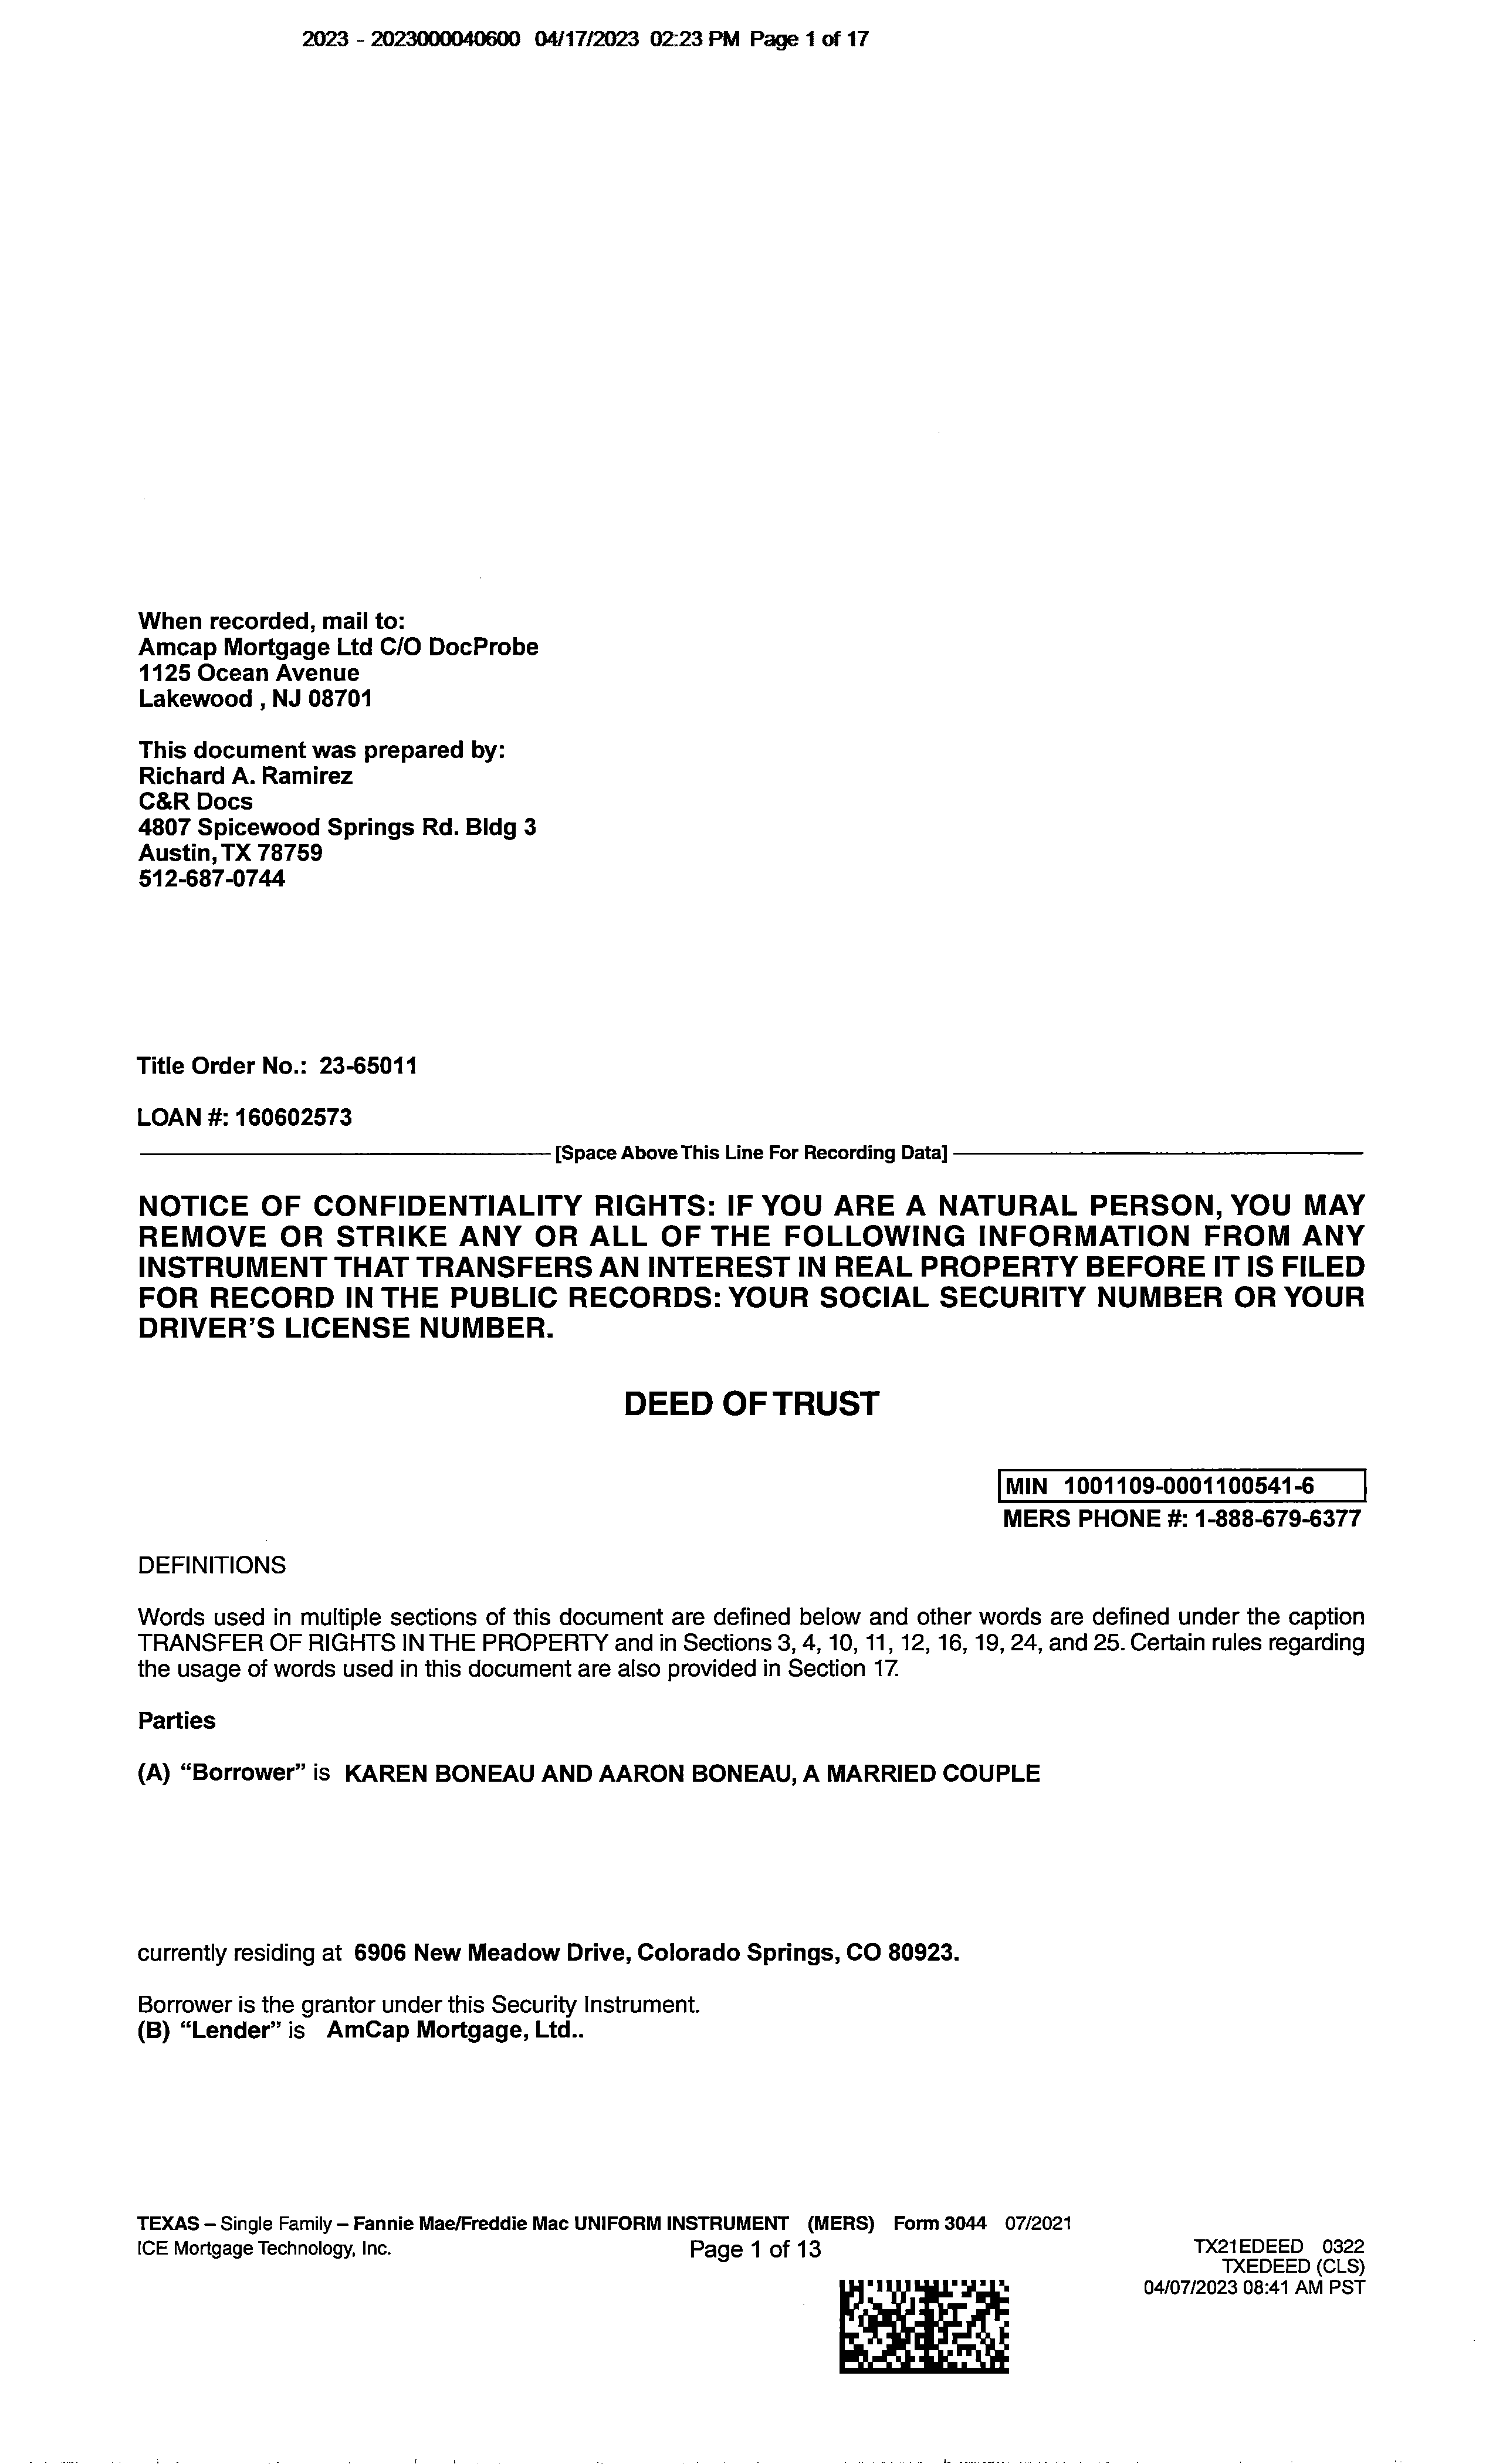 2023 - 2023000040600 04/17/2023 02:23 PM Page 1 of 17
When recorded, mail to:
Amcap Mortgage Ltd C/O DocProbe
1125 Ocean Avenue
Lakewood , NJ 08701
This document was prepared by:
Richard A. Ramirez
C&R Docs
4807 Spicewood Springs Rd. Bldg 3
Austin, TX 78759
512-687-0744
Title Order No.: 23-65011
LOAN #: 160602573
[Space Above This Line For Recording Data]
NOTICE OF CONFIDENTIALITY RIGHTS: IF YOU ARE A NATURAL PERSON, YOU MAY
REMOVE OR STRIKE ANY OR ALL OF THE FOLLOWING INFORMATION FROM ANY
INSTRUMENT THAT TRANSFERS AN INTEREST IN REAL PROPERTY BEFORE IT IS FILED
FOR RECORD IN THE PUBLIC RECORDS: YOUR SOCIAL SECURITY NUMBER OR YOUR
DRIVER'S LICENSE NUMBER.
DEED OF TRUST
MIN 1001109-0001100541-6
MERS PHONE #: 1-888-679-6377
DEFINITIONS
Words used in multiple sections of this document are defined below and other words are defined under the caption
TRANSFER OF RIGHTS IN THE PROPERTY and in Sections 3, 4, 10, 11, 12, 16, 19, 24, and 25. Certain rules regarding
the usage of words used in this document are also provided in Section 17.
Parties
(A) “Borrower” is KAREN BONEAU AND AARON BONEAU, A MARRIED COUPLE
currently residing at 6906 New Meadow Drive, Colorado Springs, CO 80923.
Borrower is the grantor under this Security Instrument.
(B) “Lender” is AmCap Mortgage, Ltd..
TEXAS – Single Family – Fannie Mae/Freddie Mac UNIFORM INSTRUMENT (MERS) Form 3044 07/2021
ICE Mortgage Technology, Inc.
Page 1 of 13
TX21EDEED 0322
TXEDEED (CLS)
04/07/2023 08:41 AM PST